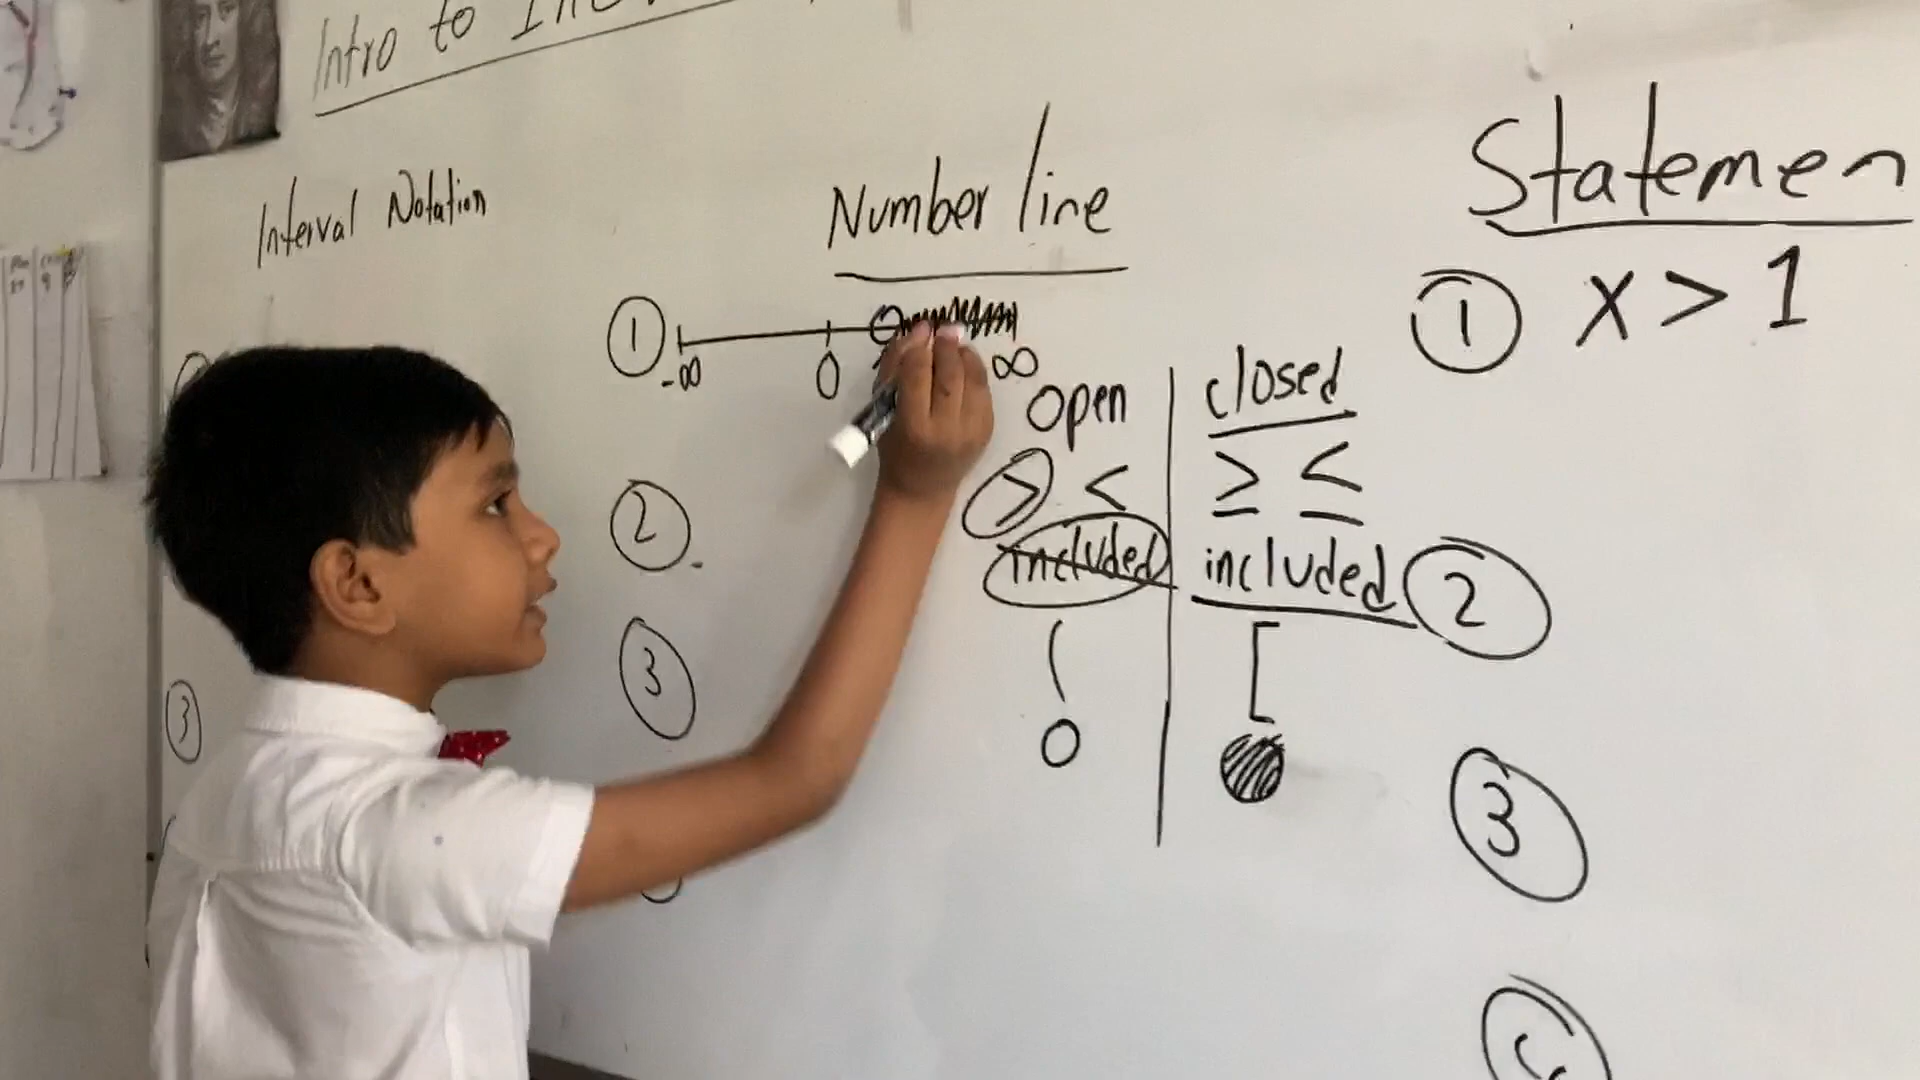 Intro to
Interval Notation
Number line
Statemen
1
-∞ 0 ∞
1 x > 1
open closed
> < ≥ ≤
2
included included
2
( [
3
3
3